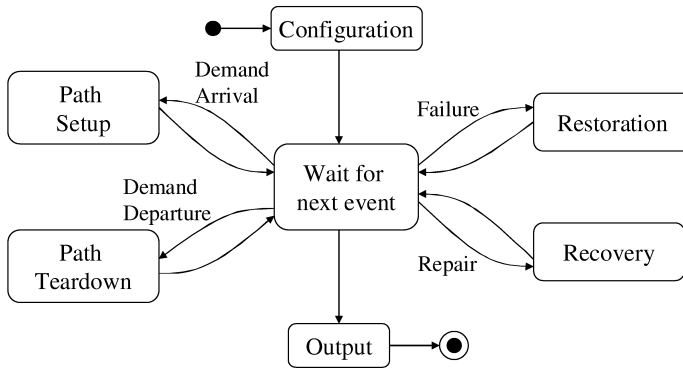 Configuration
Demand
Arrival
Path
Setup
Failure
Restoration
Wait for
next event
Demand
Departure
Path
Teardown
Repair
Recovery
Output